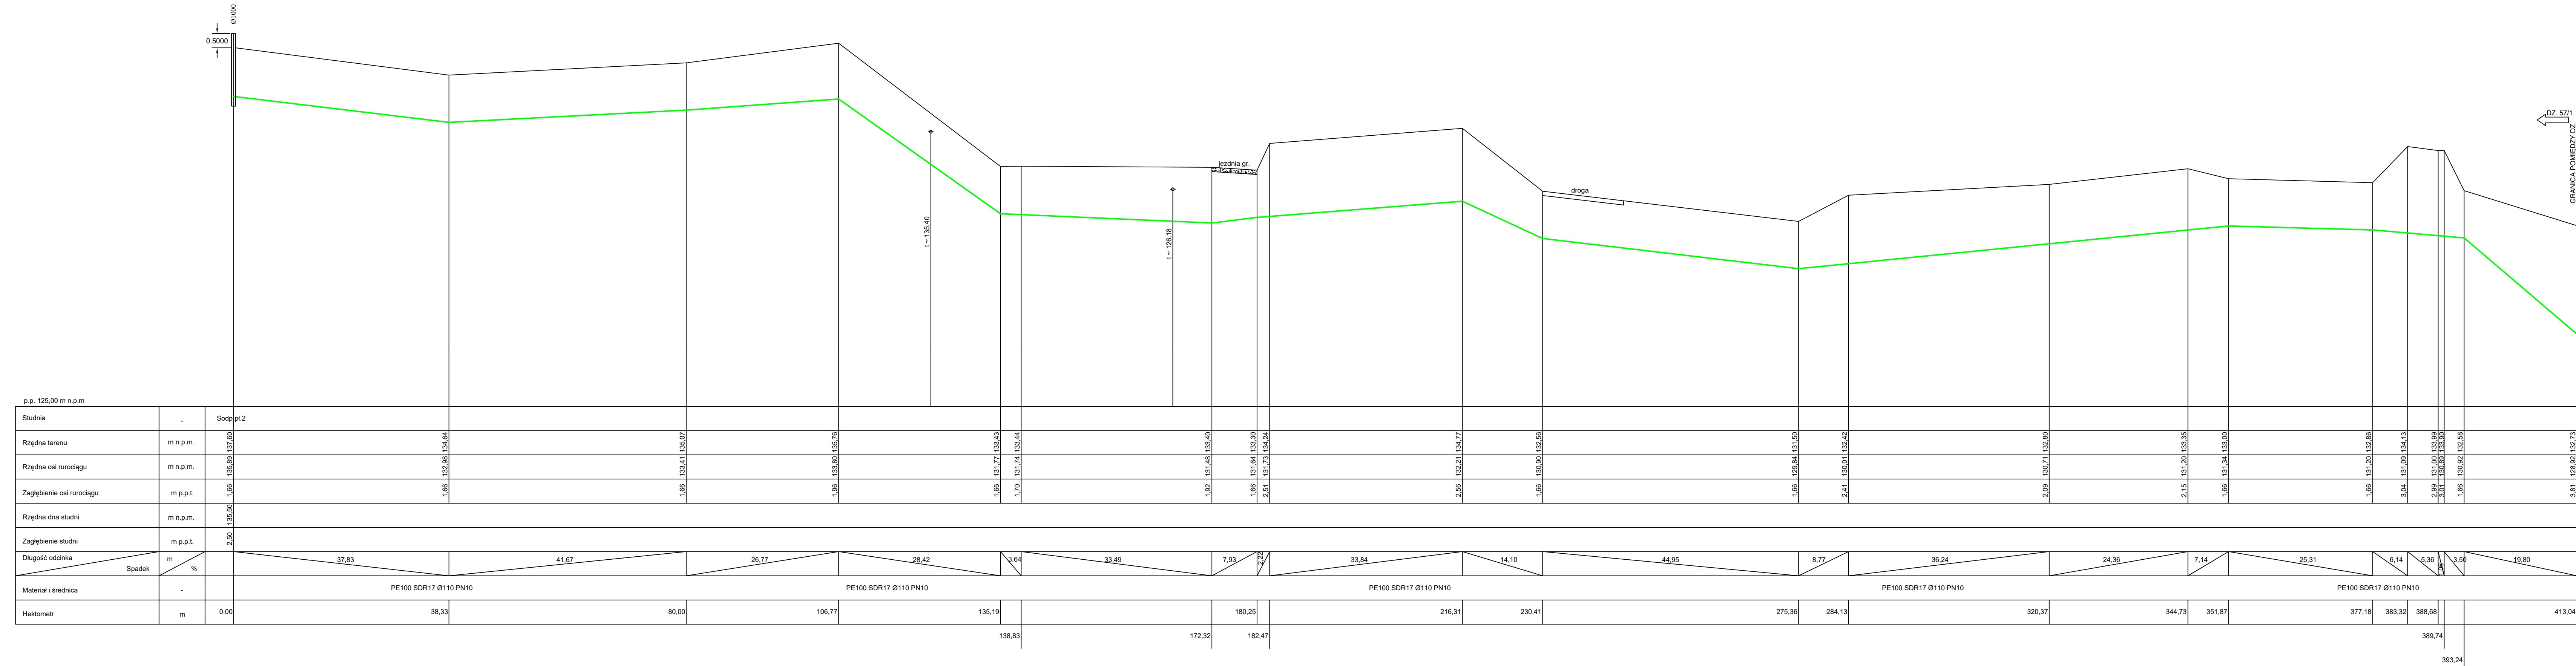 Ø1000
0.5000
t ~ 135,40
t ~ 126,18
jezdnia gr.
droga
DZ. 57/1
GRANICA POMIĘDZY DZ.
p.p. 125,00 m n.p.m
Studnia - Sodp.pł.2
Rzędna terenu m n.p.m. 137,60 134,64 135,07 135,76 133,43 133,44 133,40 133,30 134,24 134,77 132,56 131,50 132,42 132,80 133,35 133,00 132,86 134,13 133,99 133,90 132,58 132,73
Rzędna osi rurociągu m n.p.m. 135,89 132,98 133,41 133,80 131,77 131,74 131,48 131,64 131,73 132,21 130,90 129,84 130,01 130,71 131,20 131,34 131,20 131,09 131,00 130,89 130,92 128,92
Zagłębienie osi rurociągu m p.p.t. 1,66 1,66 1,66 1,96 1,66 1,70 1,92 1,66 2,51 2,56 1,66 1,66 2,41 2,09 2,15 1,66 1,66 3,04 2,99 3,01 1,66 3,81
Rzędna dna studni m n.p.m. 135,50
Zagłębienie studni m p.p.t. 2,50
Długość odcinka m 37,83 41,67 26,77 28,42 3,64 33,49 7,93 2,22 33,84 14,10 44,95 8,77 36,24 24,36 7,14 25,31 6,14 5,36 1,06 3,50 19,80
Spadek %
Materiał i średnica - PE100 SDR17 Ø110 PN10 PE100 SDR17 Ø110 PN10 PE100 SDR17 Ø110 PN10 PE100 SDR17 Ø110 PN10 PE100 SDR17 Ø110 PN10
Hektometr m 0,00 38,33 80,00 106,77 135,19 180,25 216,31 230,41 275,36 284,13 320,37 344,73 351,87 377,18 383,32 388,68 413,04
138,83 172,32 182,47 389,74
393,24